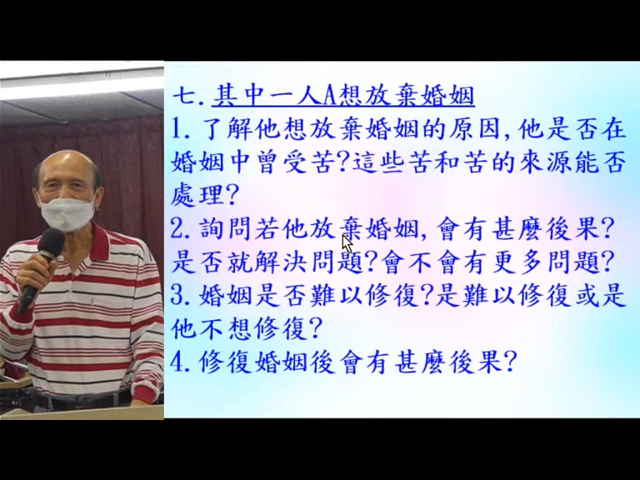 七.其中一人A想放棄婚姻
1.了解他想放棄婚姻的原因,他是否在
婚姻中曾受苦?這些苦和苦的來源能否
處理?
2.詢問若他放棄婚姻,會有甚麼後果?
是否就解決問題?會不會有更多問題?
3.婚姻是否難以修復?是難以修復或是
他不想修復?
4.修復婚姻後會有甚麼後果?